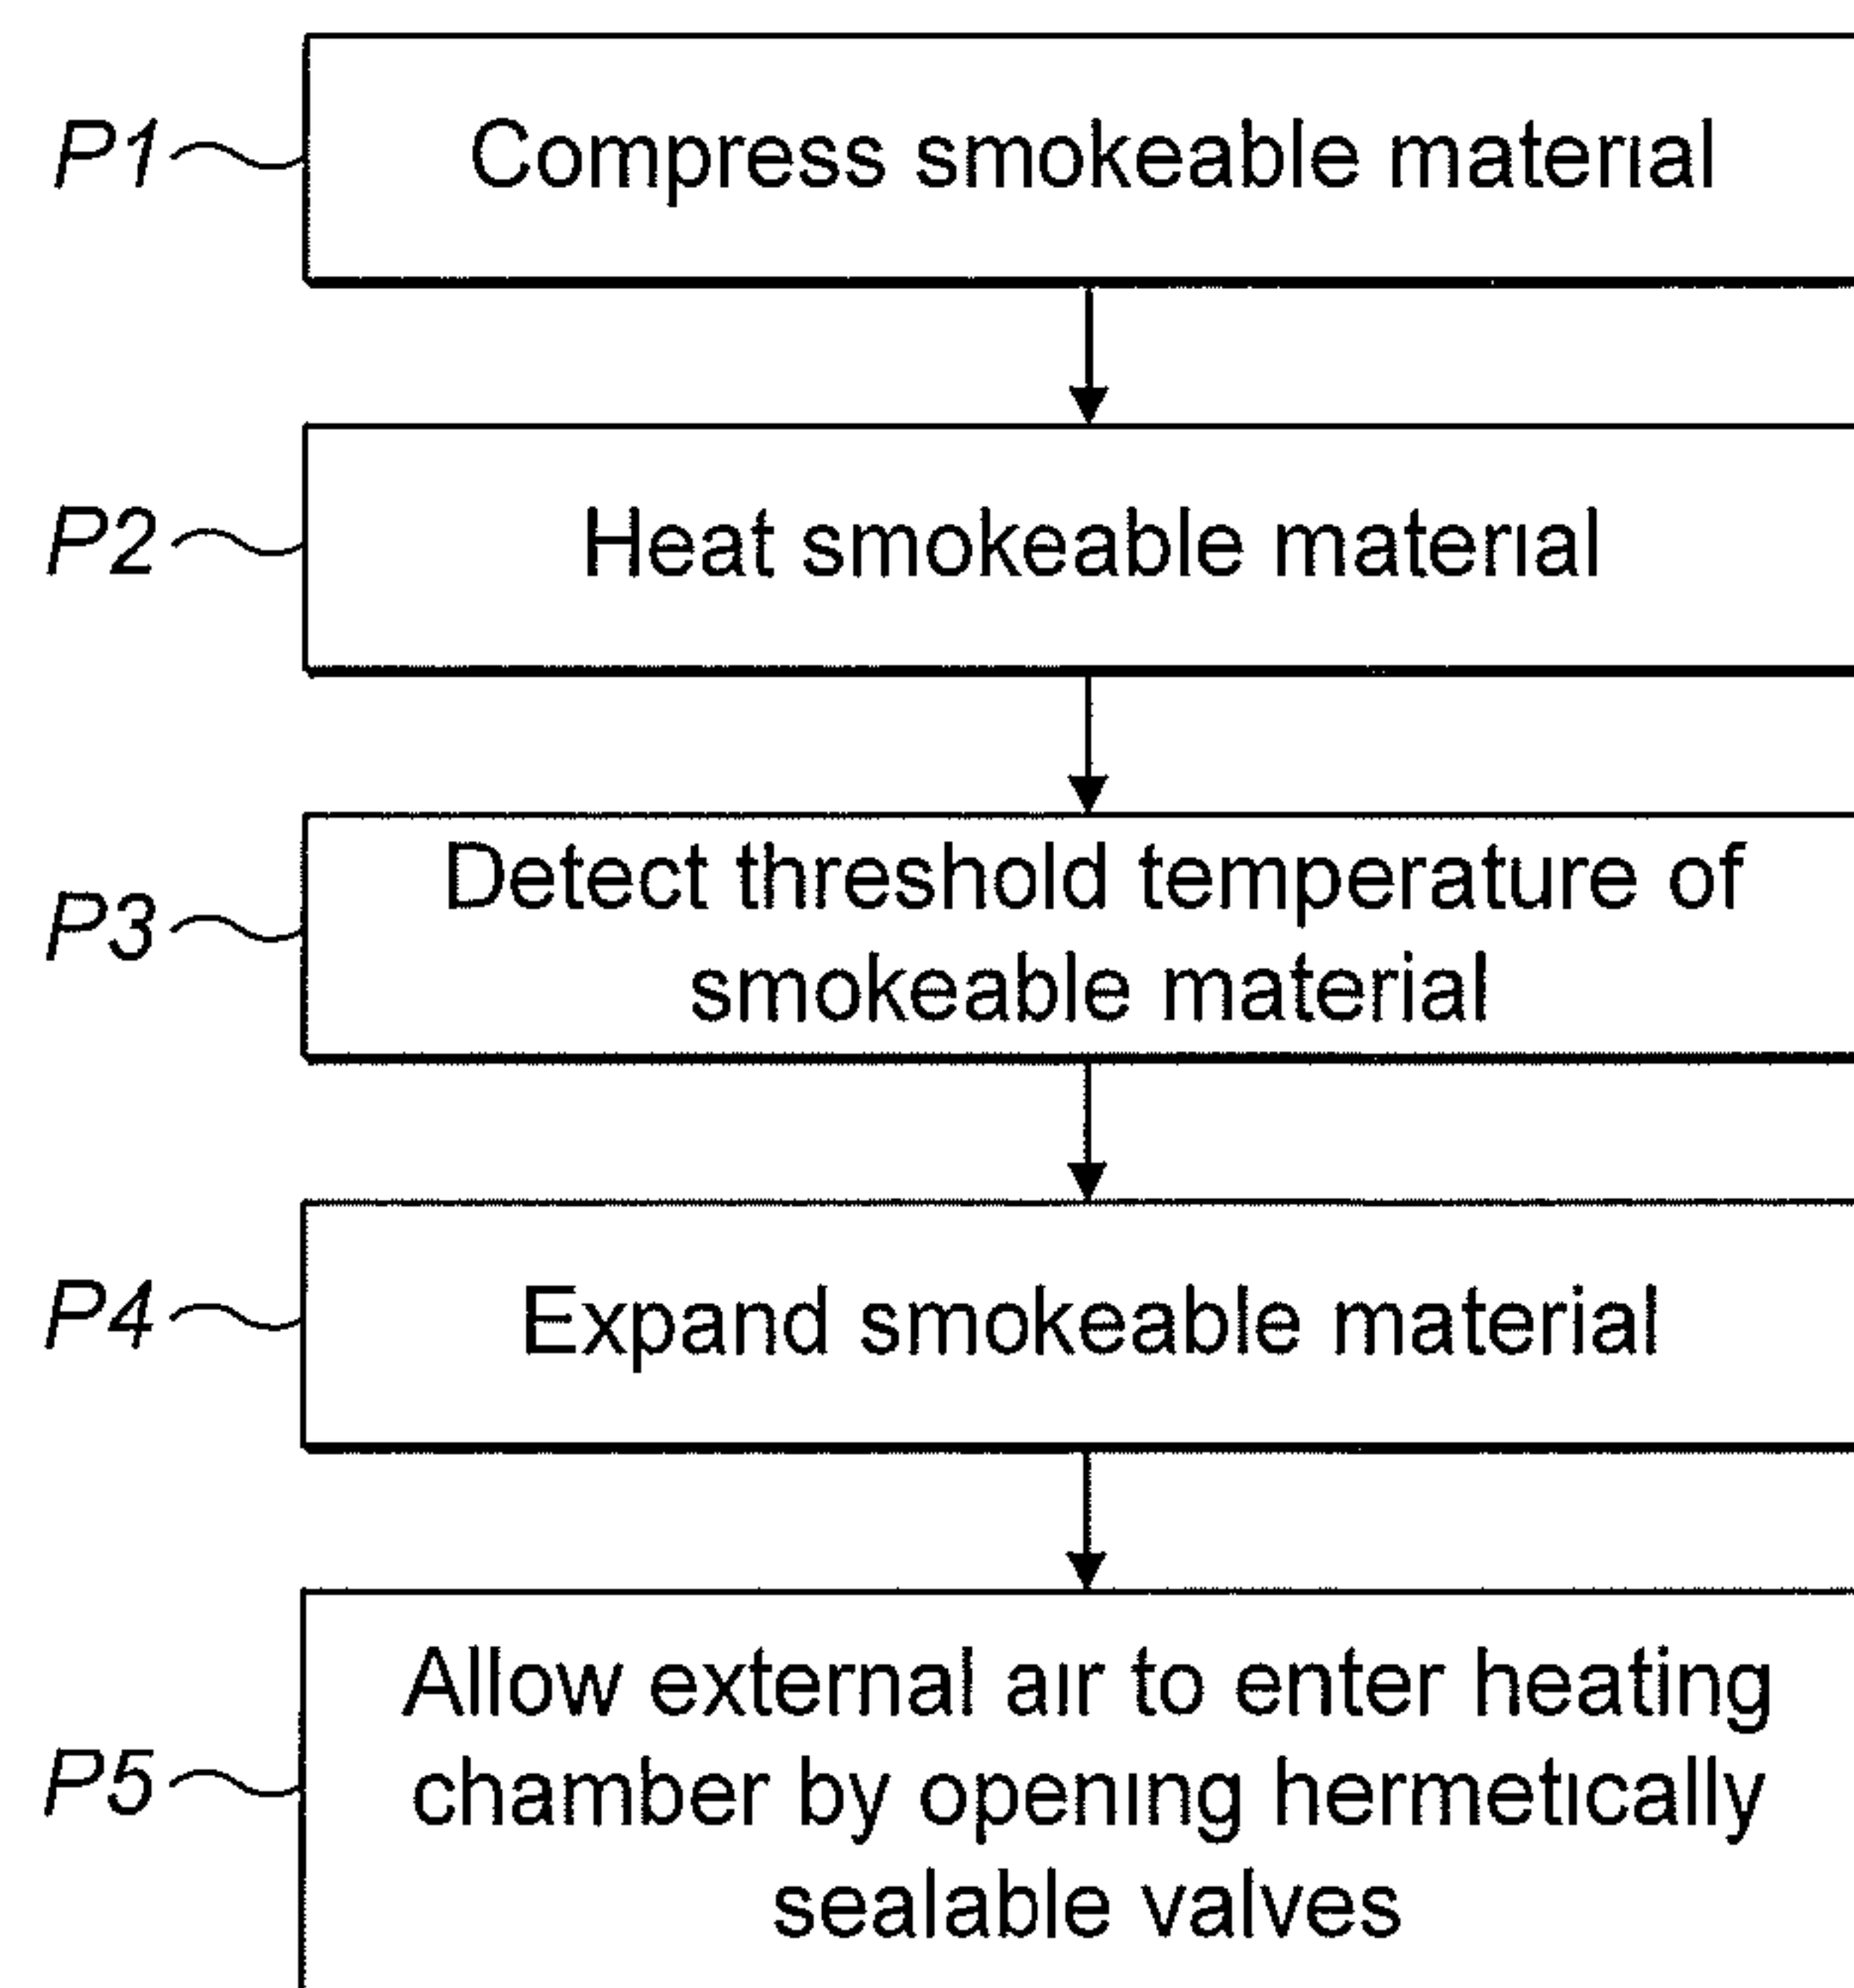 P1 Compress smokeable material
P2 Heat smokeable material
P3 Detect threshold temperature of
smokeable material
P4 Expand smokeable material
P5 Allow external air to enter heating
chamber by opening hermetically
sealable valves